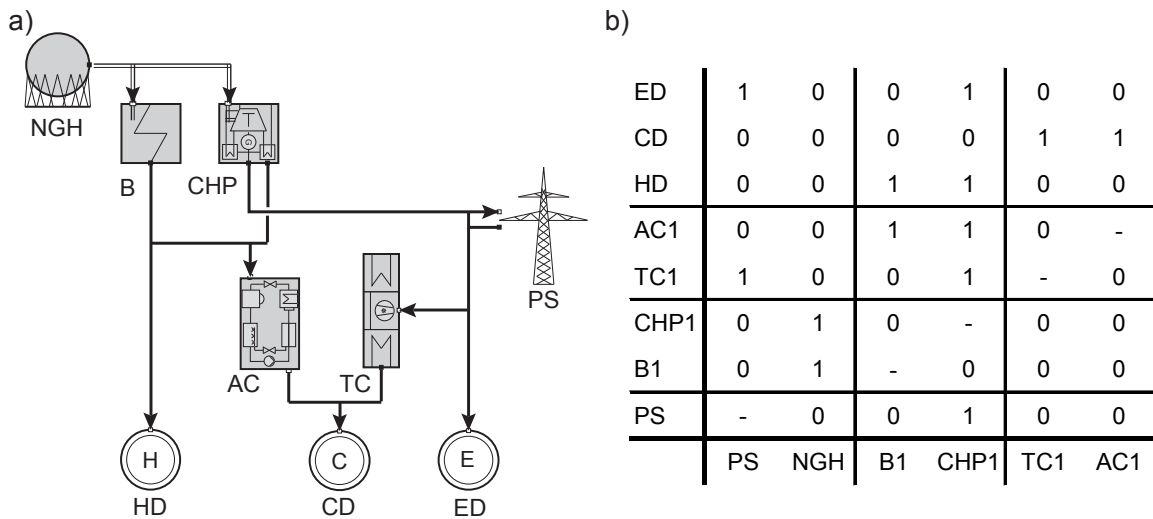 a)
NGH
B
CHP
T
G
PS
AC
TC
H
C
E
HD
CD
ED
b)
ED 1 0 0 1 0 0
CD 0 0 0 0 1 1
HD 0 0 1 1 0 0
AC1 0 0 1 1 0 -
TC1 1 0 0 1 - 0
CHP1 0 1 0 - 0 0
B1 0 1 - 0 0 0
PS - 0 0 1 0 0
PS NGH B1 CHP1 TC1 AC1